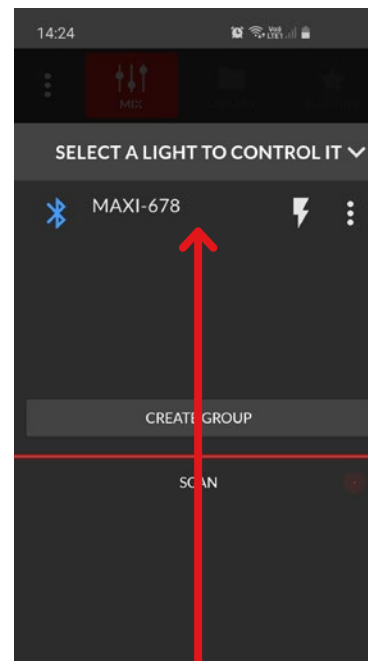 14:24
MIX
SELECT A LIGHT TO CONTROL IT
MAXI-678
CREATE GROUP
SCAN